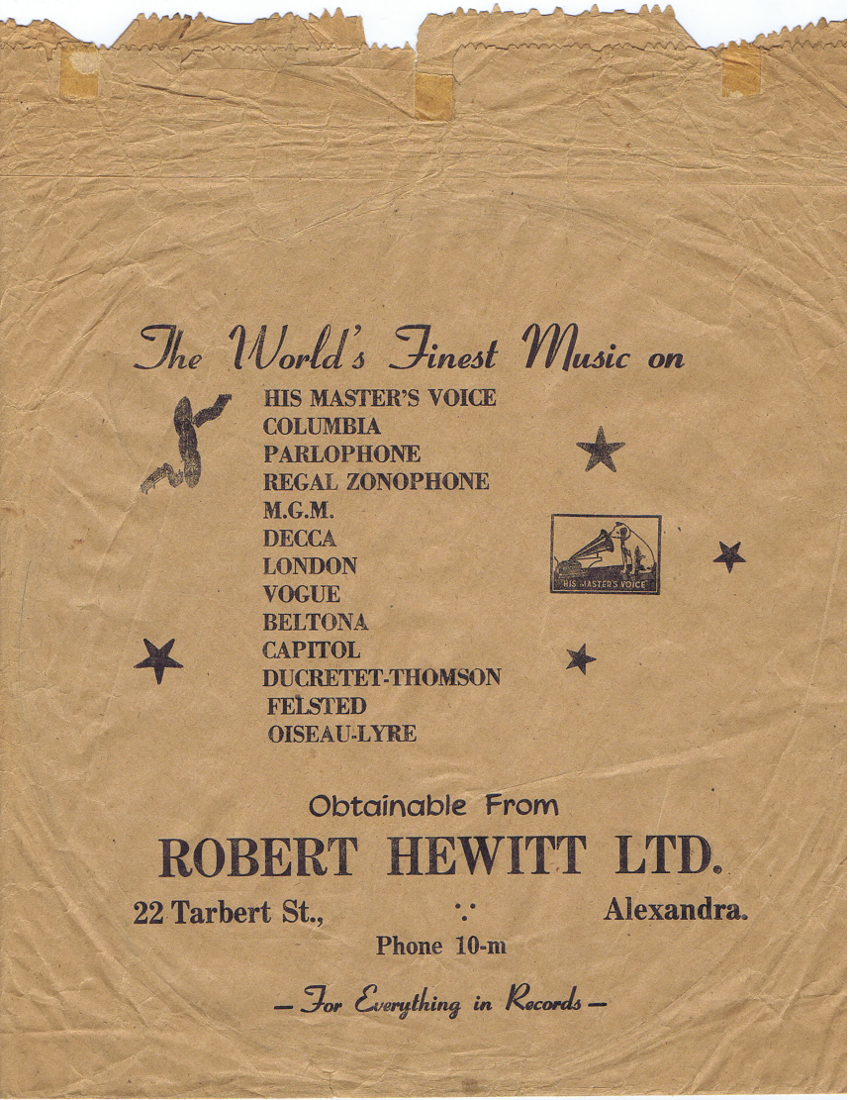 The World's Finest Music on
HIS MASTER'S VOICE
COLUMBIA
PARLOPHONE
REGAL ZONOPHONE
M.G.M.
DECCA
LONDON
VOGUE
BELTONA
CAPITOL
DUCRETET-THOMSON
FELSTED
OISEAU-LYRE
"HIS MASTER'S VOICE"
Obtainable From
ROBERT HEWITT LTD.
22 Tarbert St., Alexandra.
Phone 10-m
— For Everything in Records —